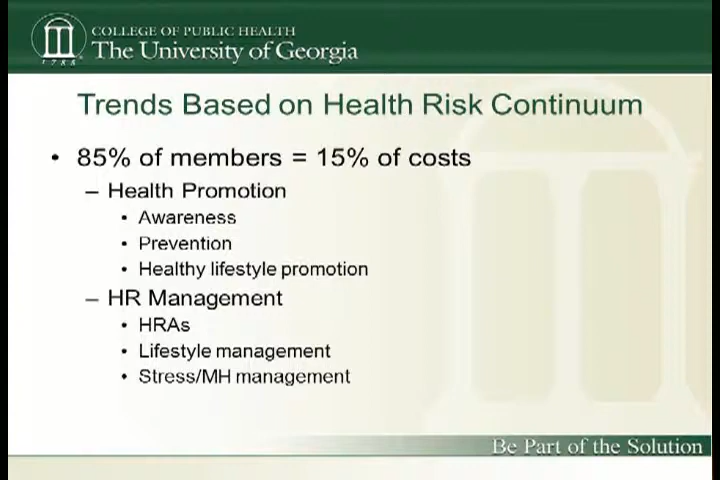 COLLEGE OF PUBLIC HEALTH
The University of Georgia
1788
Trends Based on Health Risk Continuum
• 85% of members = 15% of costs
– Health Promotion
• Awareness
• Prevention
• Healthy lifestyle promotion
– HR Management
• HRAs
• Lifestyle management
• Stress/MH management
Be Part of the Solution